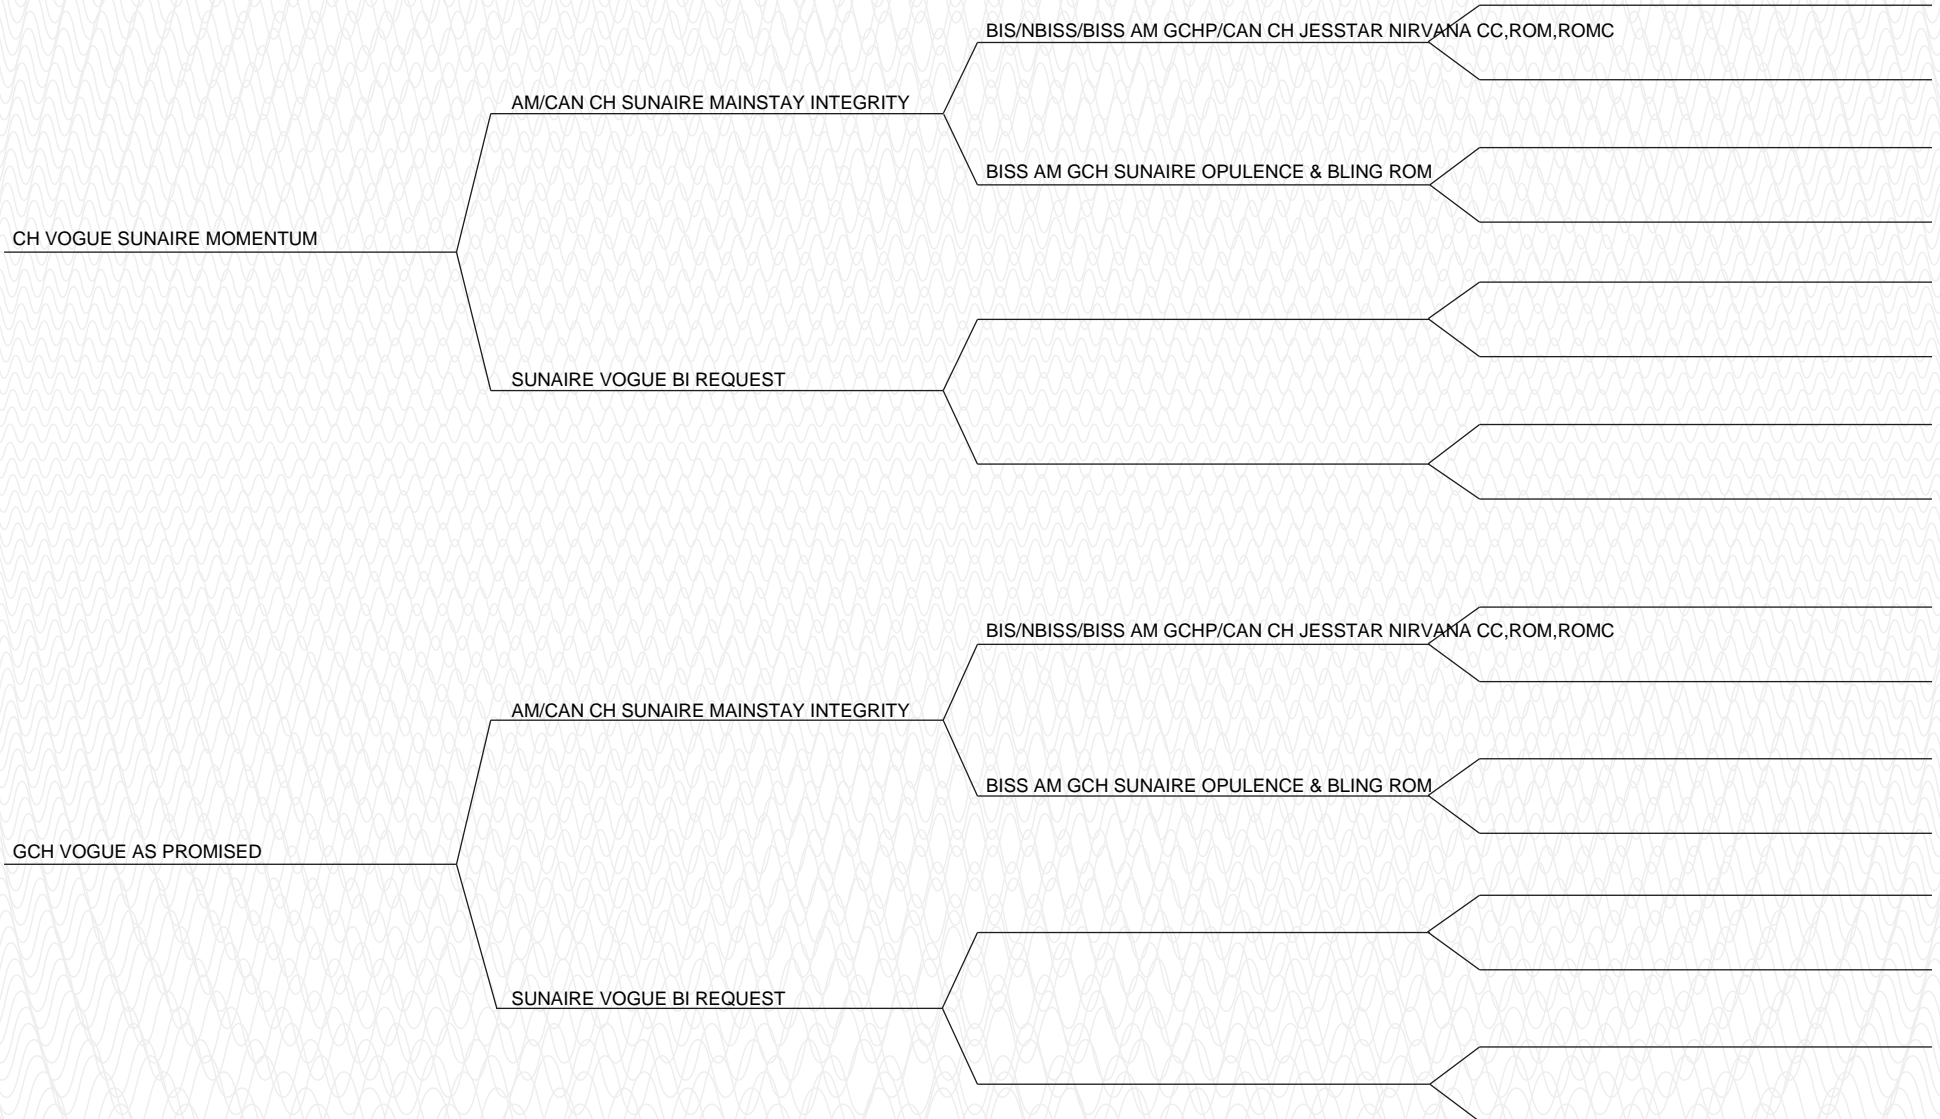 BIS/NBISS/BISS AM GCHP/CAN CH JESSTAR NIRVANA CC,ROM,ROMC
AM/CAN CH SUNAIRE MAINSTAY INTEGRITY
BISS AM GCH SUNAIRE OPULENCE & BLING ROM
CH VOGUE SUNAIRE MOMENTUM
SUNAIRE VOGUE BI REQUEST
BIS/NBISS/BISS AM GCHP/CAN CH JESSTAR NIRVANA CC,ROM,ROMC
AM/CAN CH SUNAIRE MAINSTAY INTEGRITY
BISS AM GCH SUNAIRE OPULENCE & BLING ROM
GCH VOGUE AS PROMISED
SUNAIRE VOGUE BI REQUEST